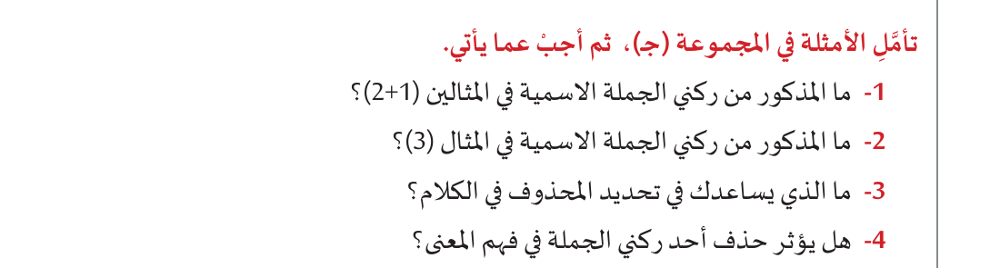 تأمَّلِ الأمثلة في المجموعة (جـ)، ثم أجبْ عما يأتي.
1- ما المذكور من ركني الجملة الاسمية في المثالين (1+2)؟
2- ما المذكور من ركني الجملة الاسمية في المثال (3)؟
3- ما الذي يساعدك في تحديد المحذوف في الكلام؟
4- هل يؤثر حذف أحد ركني الجملة في فهم المعنى؟